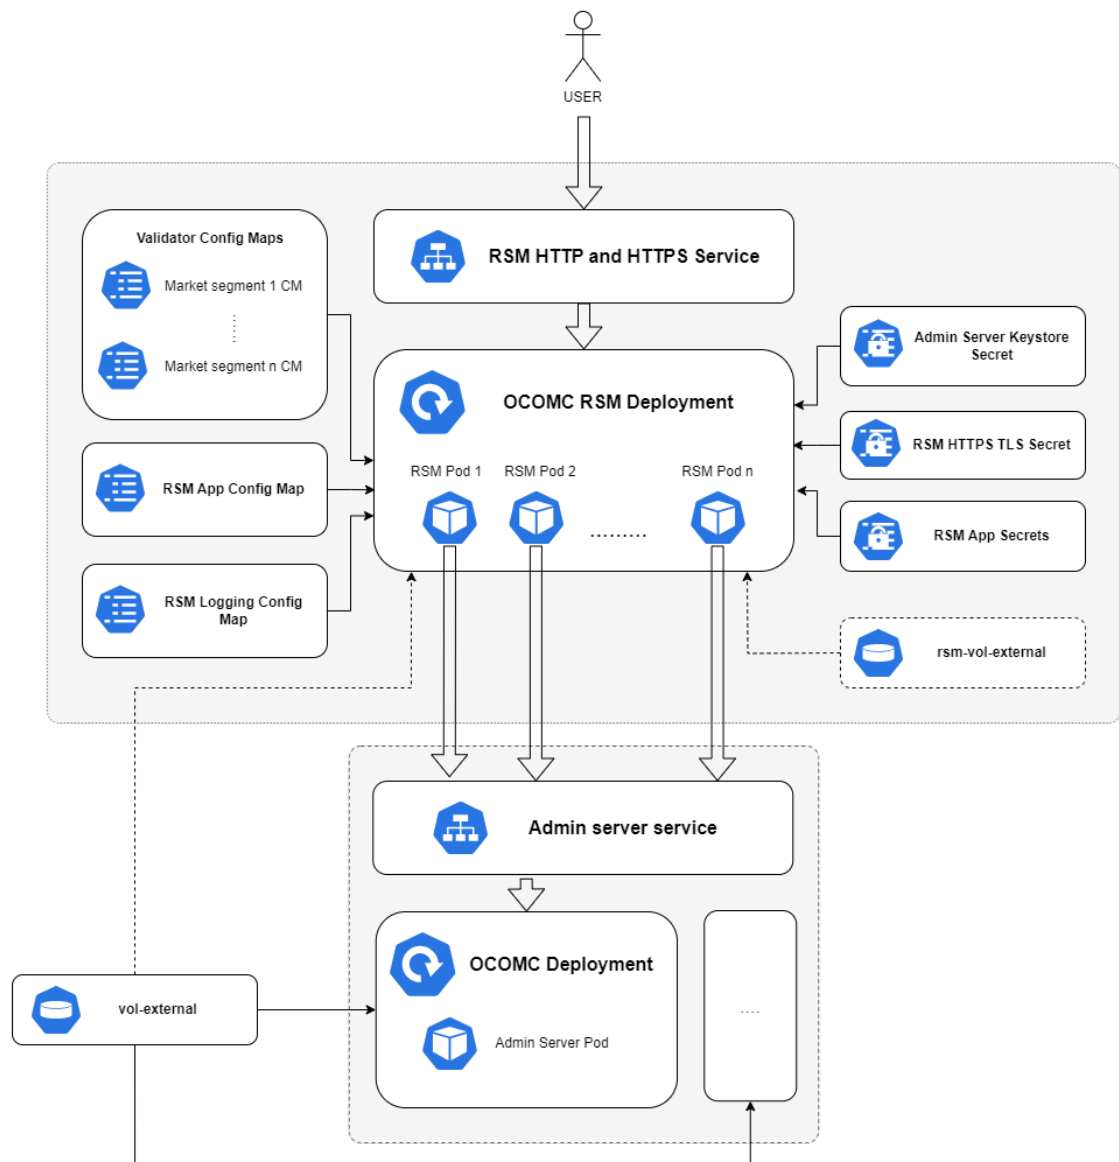 USER
RSM HTTP and HTTPS Service
Validator Config Maps
Market segment 1 CM
Market segment n CM
RSM App Config Map
RSM Logging Config
Map
OCOMC RSM Deployment
RSM Pod 1
RSM Pod 2
RSM Pod n
.........
Admin Server Keystore
Secret
RSM HTTPS TLS Secret
RSM App Secrets
rsm-vol-external
Admin server service
OCOMC Deployment
Admin Server Pod
....
vol-external